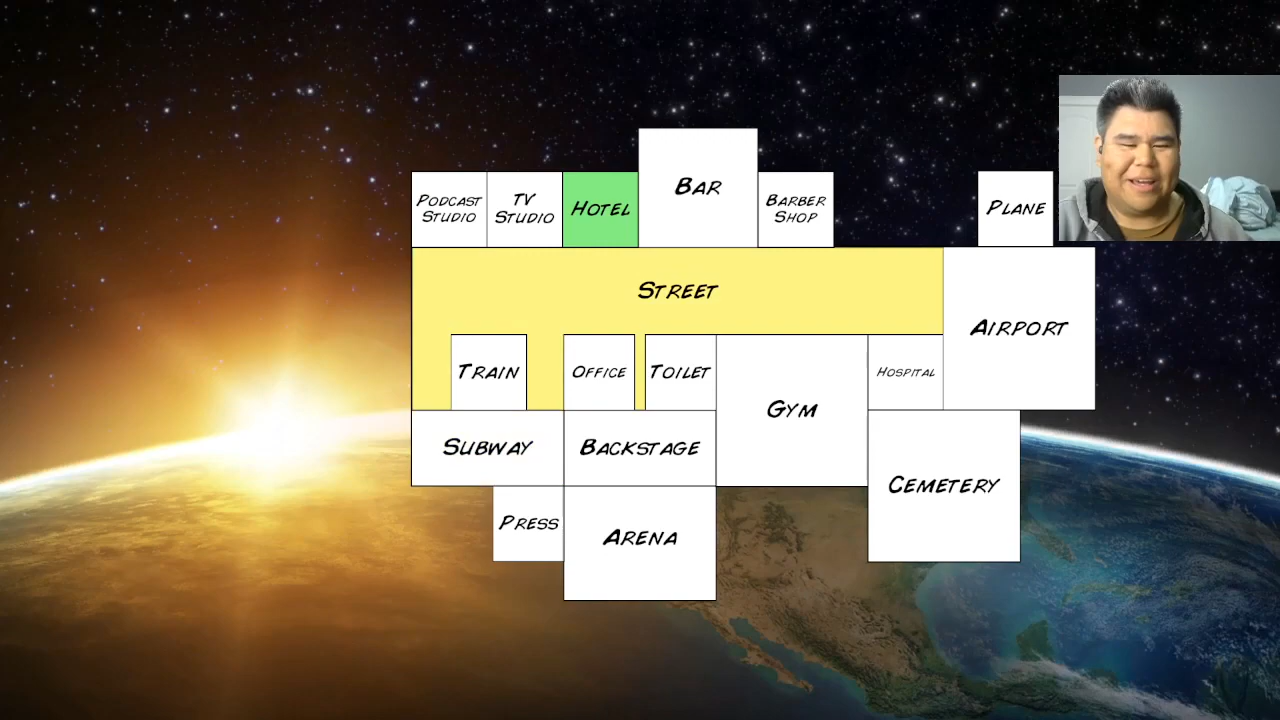 Podcast
Studio
TV
Studio
Hotel
Bar
Barber
Shop
Plane
Street
Airport
Train
Office
Toilet
Gym
Hospital
Subway
Backstage
Cemetery
Press
Arena